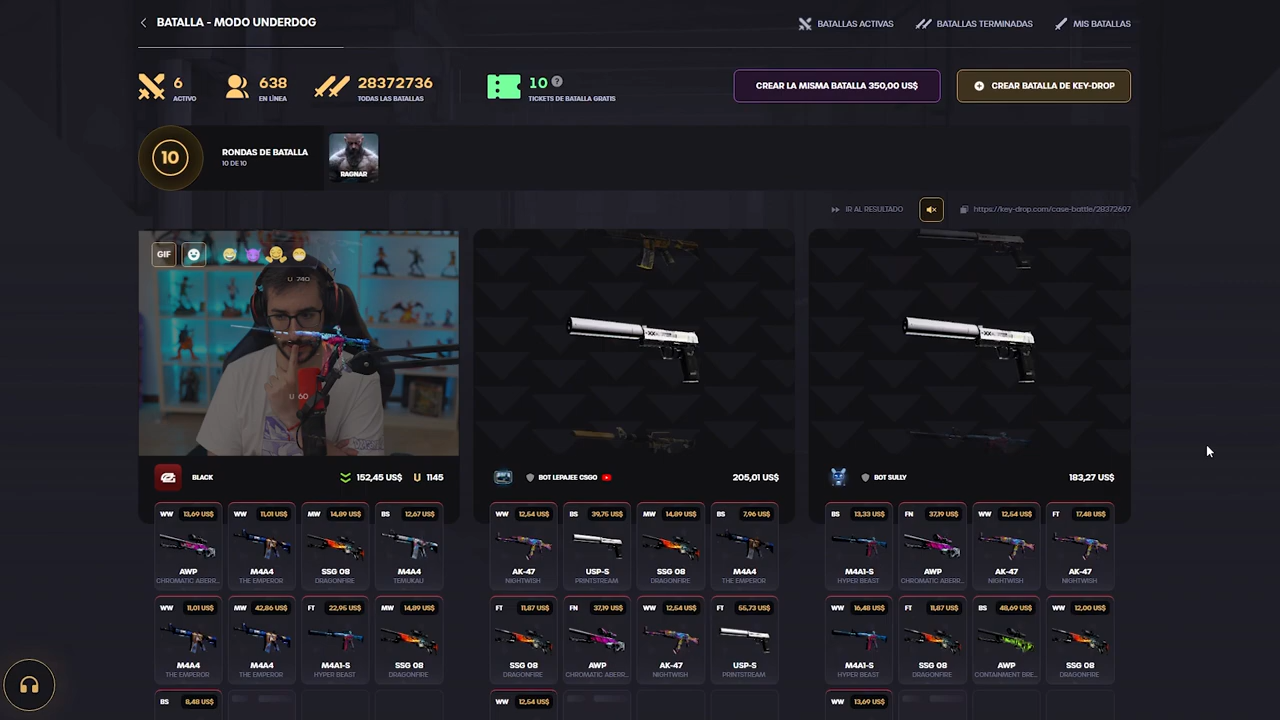 BATALLA - MODO UNDERDOG
BATALLAS ACTIVAS
BATALLAS TERMINADAS
MIS BATALLAS
6
ACTIVO
638
EN LÍNEA
28372736
TODAS LAS BATALLAS
10 ?
TICKETS DE BATALLA GRATIS
CREAR LA MISMA BATALLA 350,00 US$
CREAR BATALLA DE KEY-DROP
10
RONDAS DE BATALLA
10 DE 10
RAGNAR
IR AL RESULTADO
https://key-drop.com/case-battle/28372697
GIF
U 740
U 60
BLACK
152,45 US$
U 1145
BOT LEPAJEE CSGO
205,01 US$
BOT SULLY
183,27 US$
WW 13,69 US$
WW 11,01 US$
MW 14,89 US$
BS 12,67 US$
WW 12,54 US$
BS 39,75 US$
MW 14,89 US$
BS 7,96 US$
BS 13,33 US$
FN 37,19 US$
WW 12,54 US$
FT 17,48 US$
AWP
M4A4
SSG 08
M4A4
AK-47
USP-S
SSG 08
M4A4
M4A1-S
AWP
AK-47
AK-47
CHROMATIC ABERR...
THE EMPEROR
DRAGONFIRE
TEMUKAU
NIGHTWISH
PRINTSTREAM
DRAGONFIRE
THE EMPEROR
HYPER BEAST
CHROMATIC ABERR...
NIGHTWISH
NIGHTWISH
WW 11,01 US$
MW 42,86 US$
FT 22,95 US$
MW 14,89 US$
FT 11,87 US$
FN 37,19 US$
WW 12,54 US$
FT 55,73 US$
WW 16,48 US$
FT 11,87 US$
BS 48,69 US$
WW 12,00 US$
M4A4
M4A4
M4A1-S
SSG 08
SSG 08
AWP
AK-47
USP-S
M4A1-S
SSG 08
AWP
SSG 08
THE EMPEROR
THE EMPEROR
HYPER BEAST
DRAGONFIRE
DRAGONFIRE
CHROMATIC ABERR...
NIGHTWISH
PRINTSTREAM
HYPER BEAST
DRAGONFIRE
CONTAINMENT BRE...
DRAGONFIRE
BS 8,48 US$
WW 12,54 US$
WW 13,69 US$